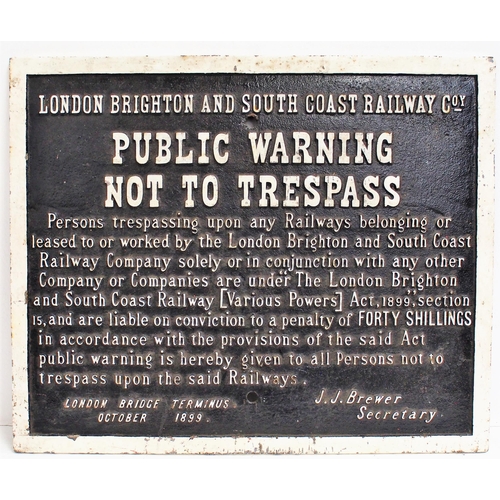 LONDON BRIGHTON AND SOUTH COAST RAILWAY COY
PUBLIC WARNING
NOT TO TRESPASS
Persons trespassing upon any Railways belonging or
leased to or worked by the London Brighton and South Coast
Railway Company solely or in conjunction with any other
Company or Companies are under The London Brighton
and South Coast Railway [Various Powers] Act, 1899, Section
15, and are liable on conviction to a penalty of FORTY SHILLINGS
in accordance with the provisions of the said Act
public warning is hereby given to all Persons not to
trespass upon the said Railways.
LONDON BRIDGE TERMINUS
OCTOBER 1899.
J.J. Brewer
Secretary.